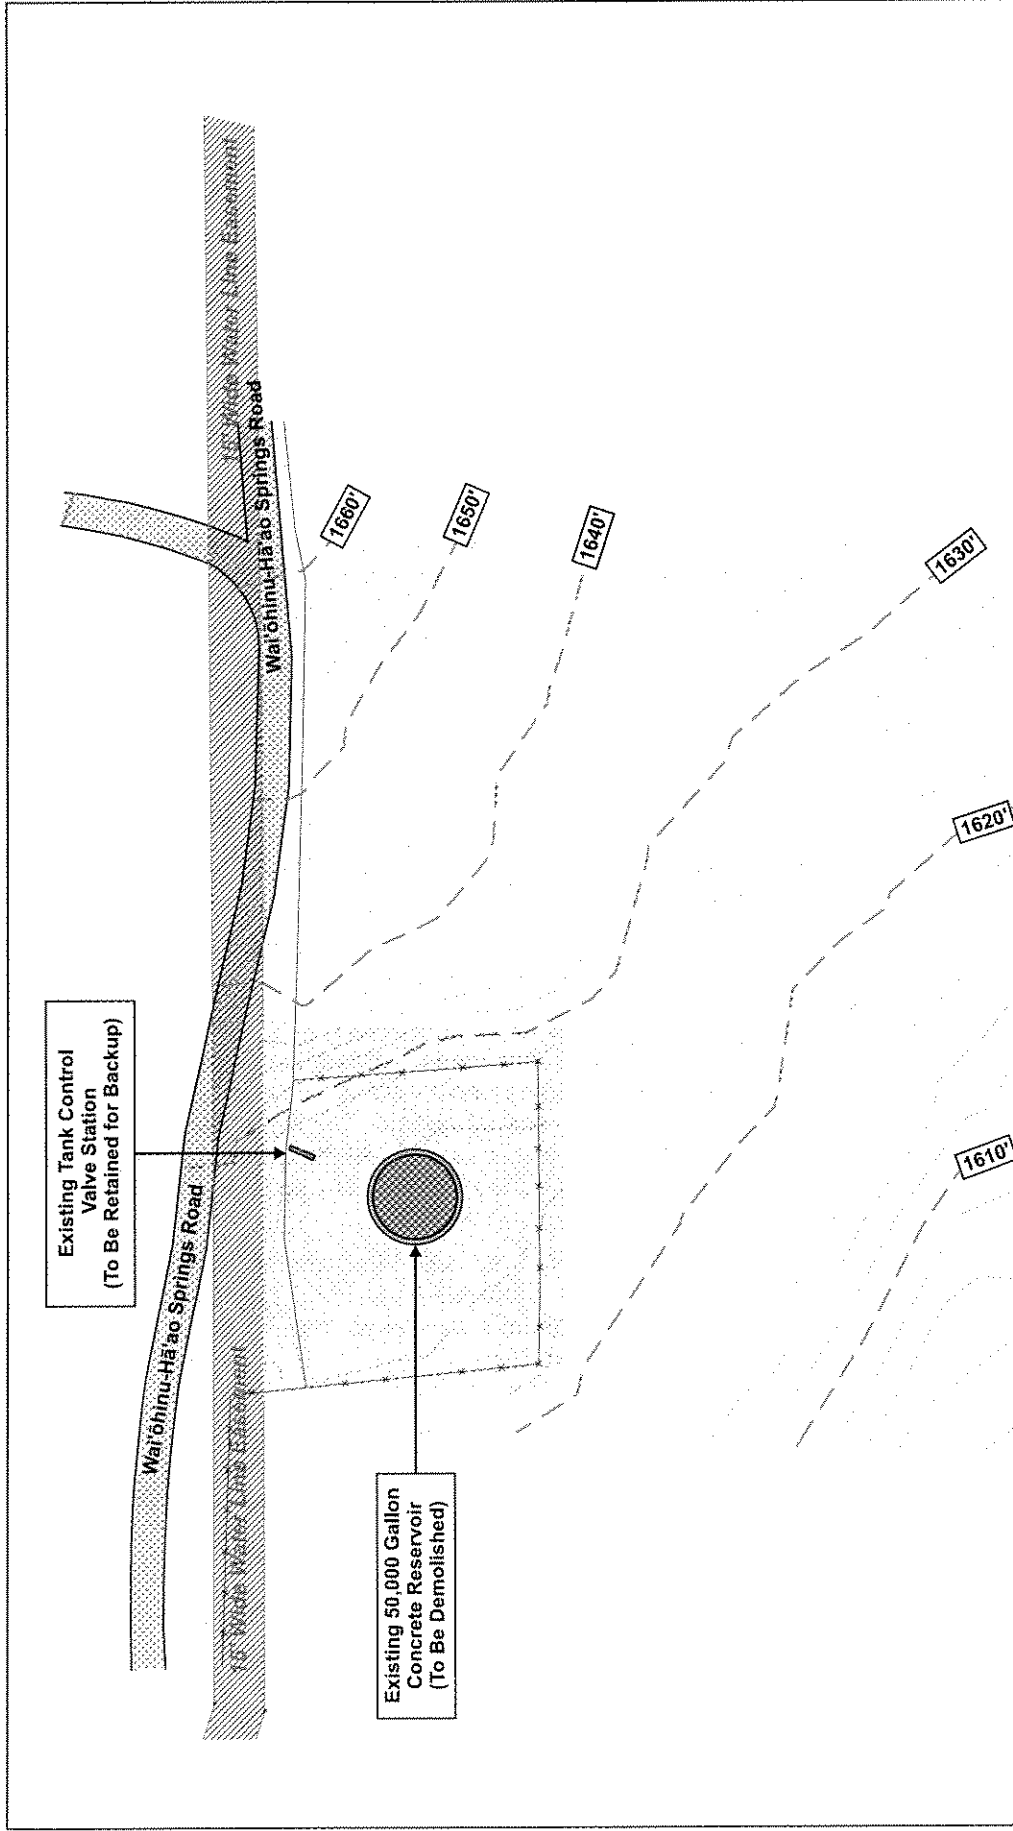 Existing Tank Control
Valve Station
(To Be Retained for Backup)
Wai'ōhinu-Hā'ao Springs Road
Wai'ōhinu-Hā'ao Springs Road
15' Wide Water Line Easement
15' Wide Water Line Easement
Existing 50,000 Gallon
Concrete Reservoir
(To Be Demolished)
1660'
1650'
1640'
1630'
1620'
1610'